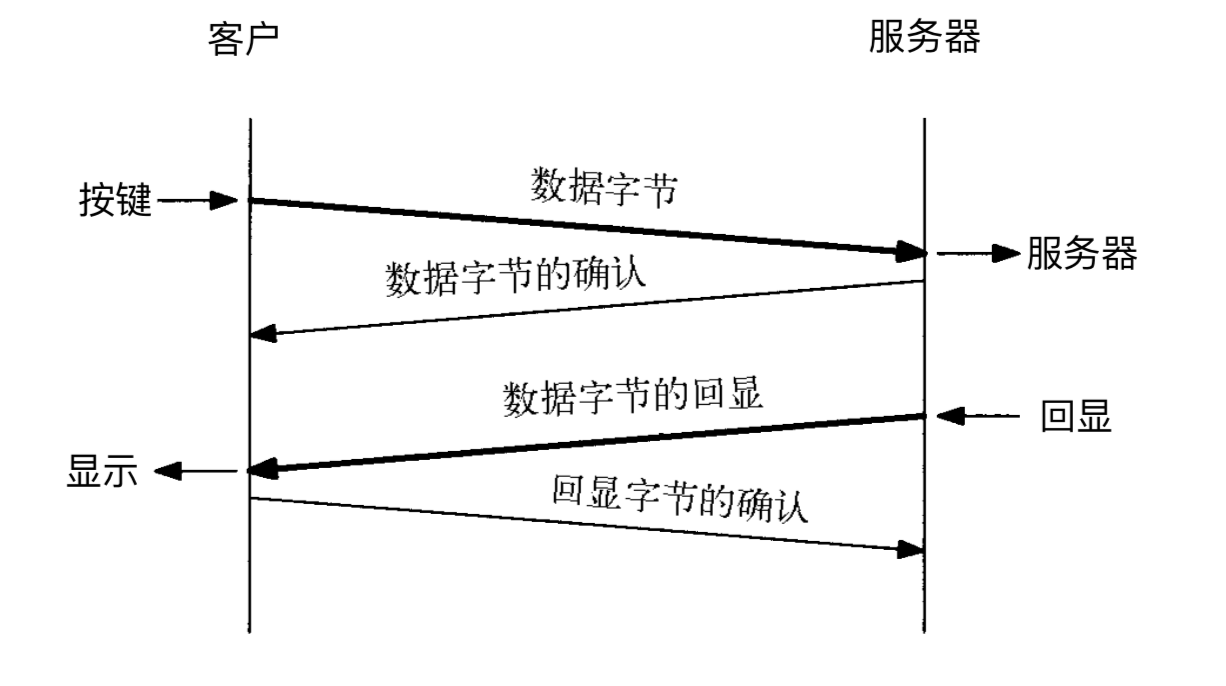 客户
服务器
数据字节
按键
服务器
数据字节的确认
数据字节的回显
回显
显示
回显字节的确认